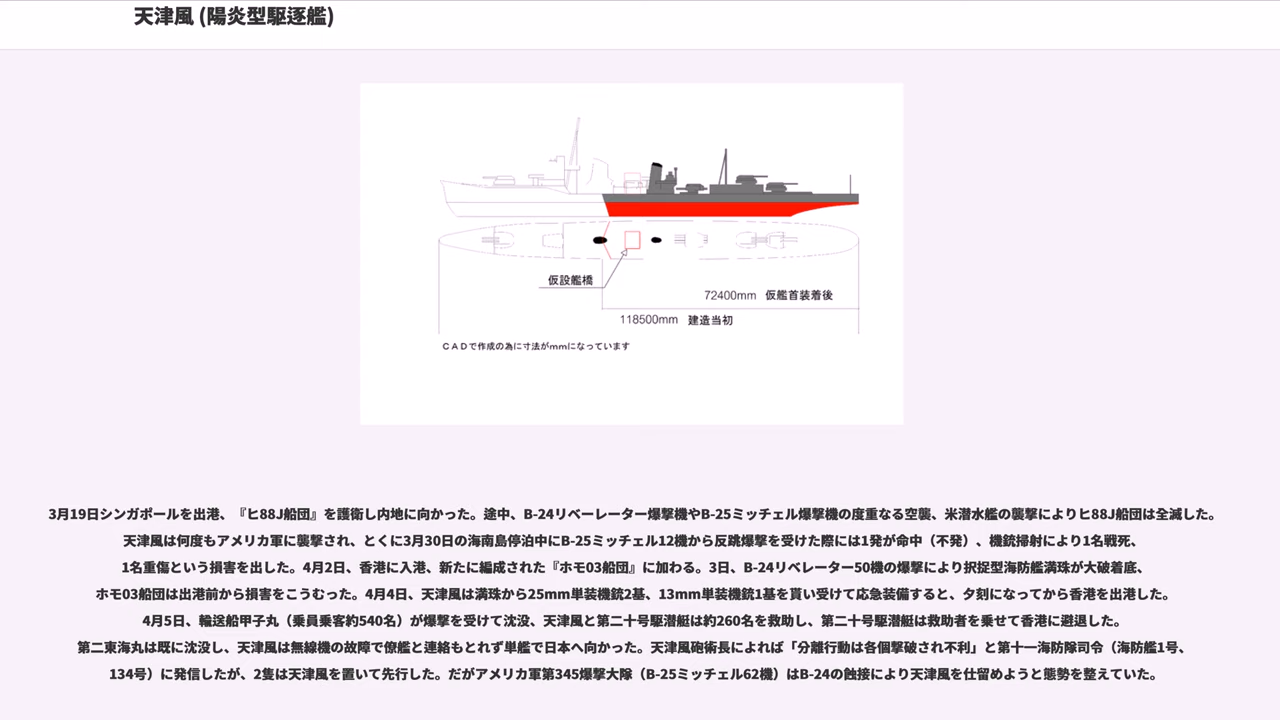 天津風 (陽炎型駆逐艦)
仮設艦橋
72400mm 仮艦首装着後
118500mm 建造当初
ＣＡＤで作成の為に寸法がmmになっています
3月19日シンガポールを出港、『ヒ88J船団』を護衛し内地に向かった。途中、B-24リベーレーター爆撃機やB-25ミッチェル爆撃機の度重なる空襲、米潜水艦の襲撃によりヒ88J船団は全滅した。
天津風は何度もアメリカ軍に襲撃され、とくに3月30日の海南島停泊中にB-25ミッチェル12機から反跳爆撃を受けた際には1発が命中（不発）、機銃掃射により1名戦死、
1名重傷という損害を出した。4月2日、香港に入港、新たに編成された『ホモ03船団』に加わる。3日、B-24リベレーター50機の爆撃により択捉型海防艦満珠が大破着底、
ホモ03船団は出港前から損害をこうむった。4月4日、天津風は満珠から25mm単装機銃2基、13mm単装機銃1基を貰い受けて応急装備すると、夕刻になってから香港を出港した。
4月5日、輸送船甲子丸（乗員乗客約540名）が爆撃を受けて沈没、天津風と第二十号駆潜艇は約260名を救助し、第二十号駆潜艇は救助者を乗せて香港に避退した。
第二東海丸は既に沈没し、天津風は無線機の故障で僚艦と連絡もとれず単艦で日本へ向かった。天津風砲術長によれば「分離行動は各個撃破され不利」と第十一海防隊司令（海防艦1号、
134号）に発信したが、2隻は天津風を置いて先行した。だがアメリカ軍第345爆撃大隊（B-25ミッチェル62機）はB-24の蝕接により天津風を仕留めようと態勢を整えていた。